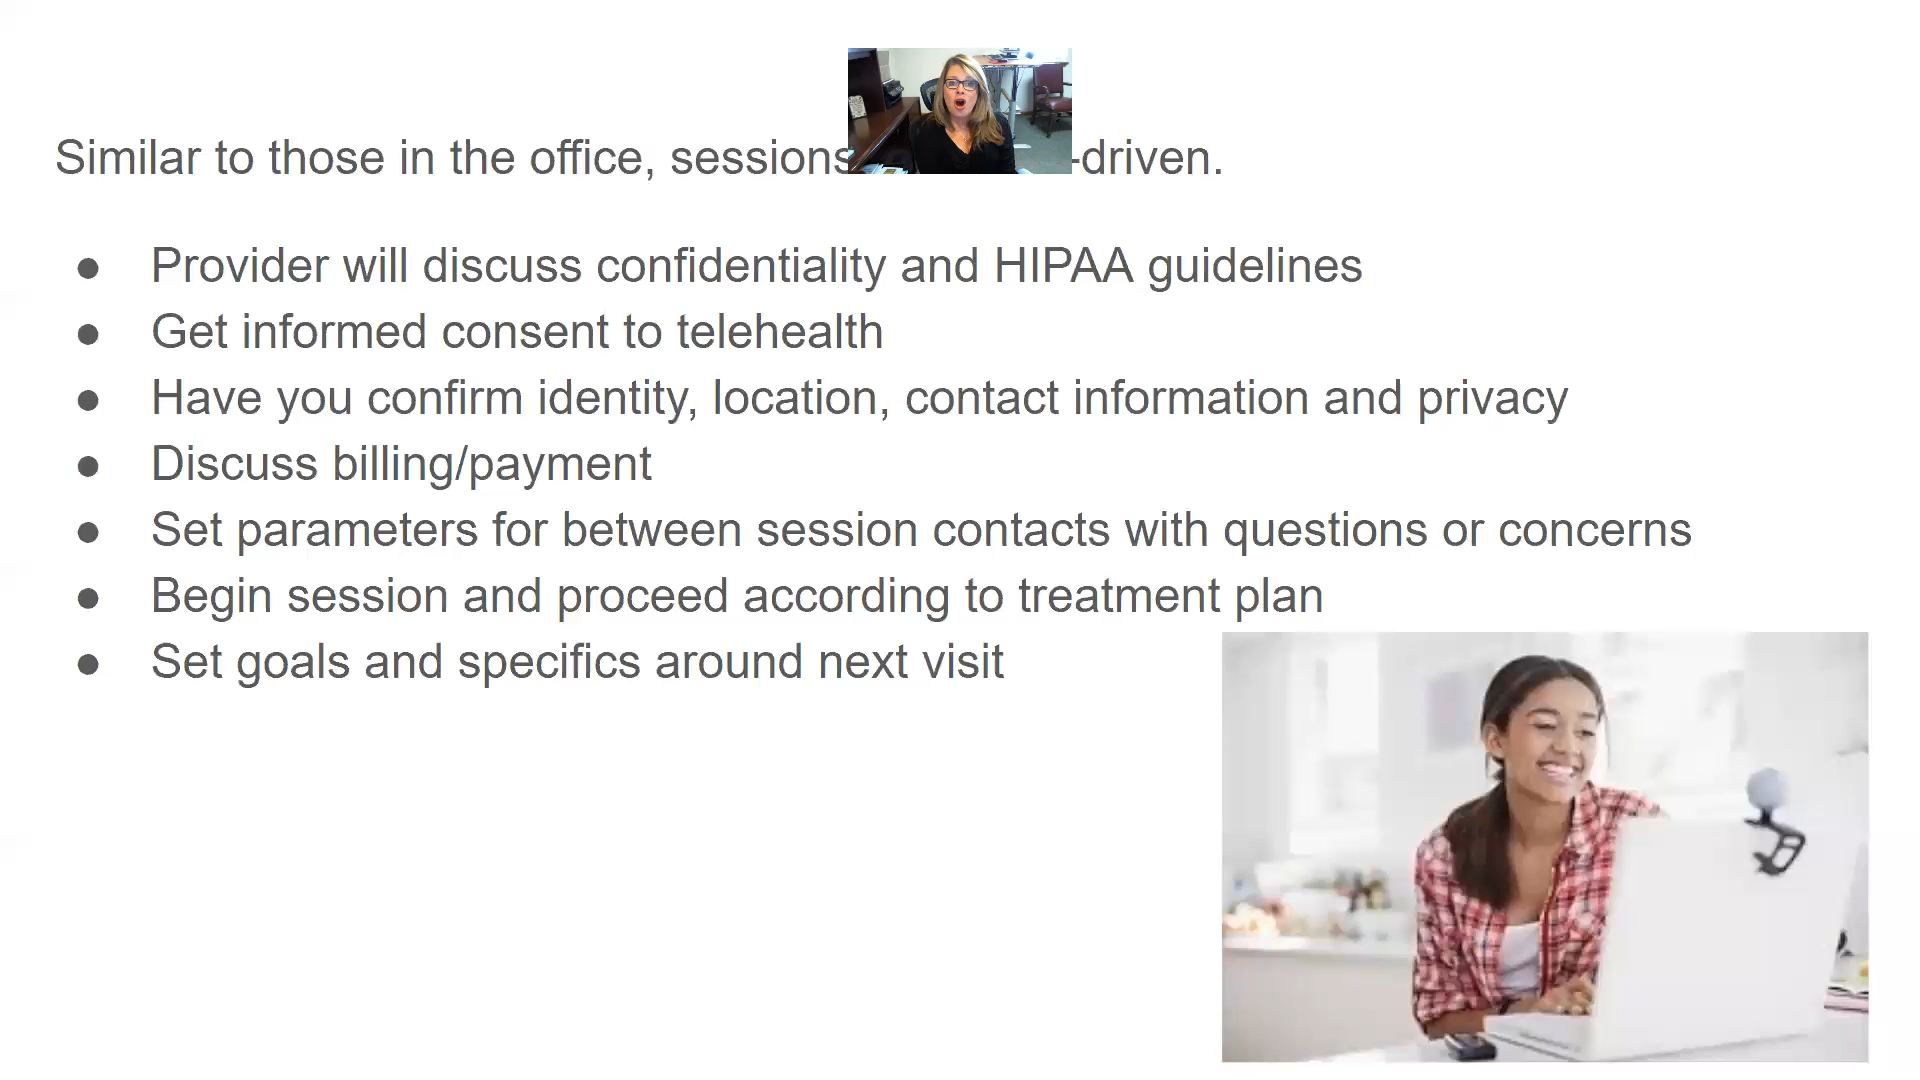 Similar to those in the office, sessions -driven.
● Provider will discuss confidentiality and HIPAA guidelines
● Get informed consent to telehealth
● Have you confirm identity, location, contact information and privacy
● Discuss billing/payment
● Set parameters for between session contacts with questions or concerns
● Begin session and proceed according to treatment plan
● Set goals and specifics around next visit